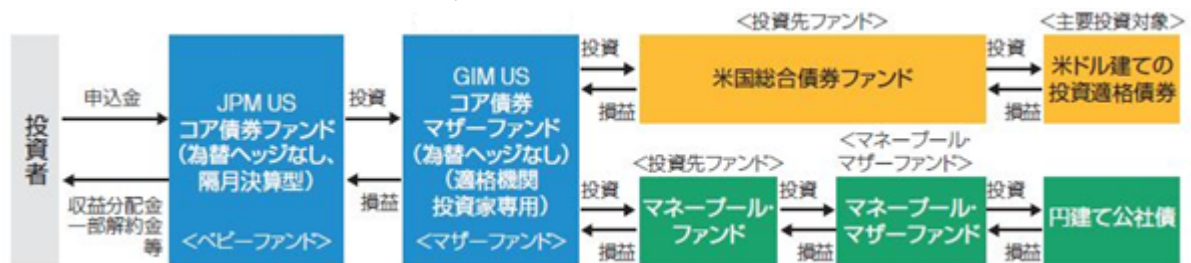 投資者
申込金
収益分配金
一部解約金
等
JPM US
コア債券ファンド
(為替ヘッジなし、
隔月決算型)
<ベビーファンド>
投資
損益
GIM US
コア債券
マザーファンド
(為替ヘッジなし)
(適格機関
投資家専用)
<マザーファンド>
投資
損益
<投資先ファンド>
米国総合債券ファンド
投資
損益
<主要投資対象>
米ドル建ての
投資適格債券
投資
損益
<投資先ファンド>
マネープール・
ファンド
投資
損益
<マネープール・
マザーファンド>
マネープール・
マザーファンド
投資
損益
円建て公社債